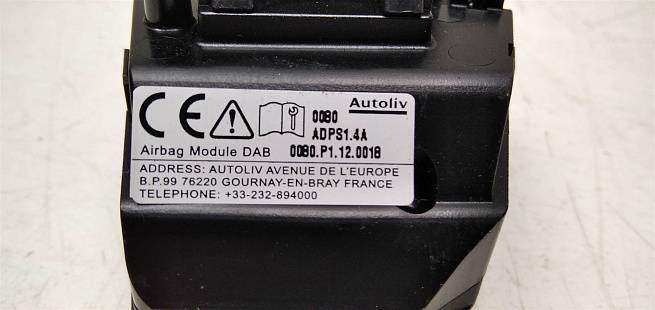 CE
Autoliv
0080
ADPS1.4A
Airbag Module DAB 0080.P1.12.0018
ADDRESS: AUTOLIV AVENUE DE L'EUROPE
B.P.99 76220 GOURNAY-EN-BRAY FRANCE
TELEPHONE: +33-232-894000